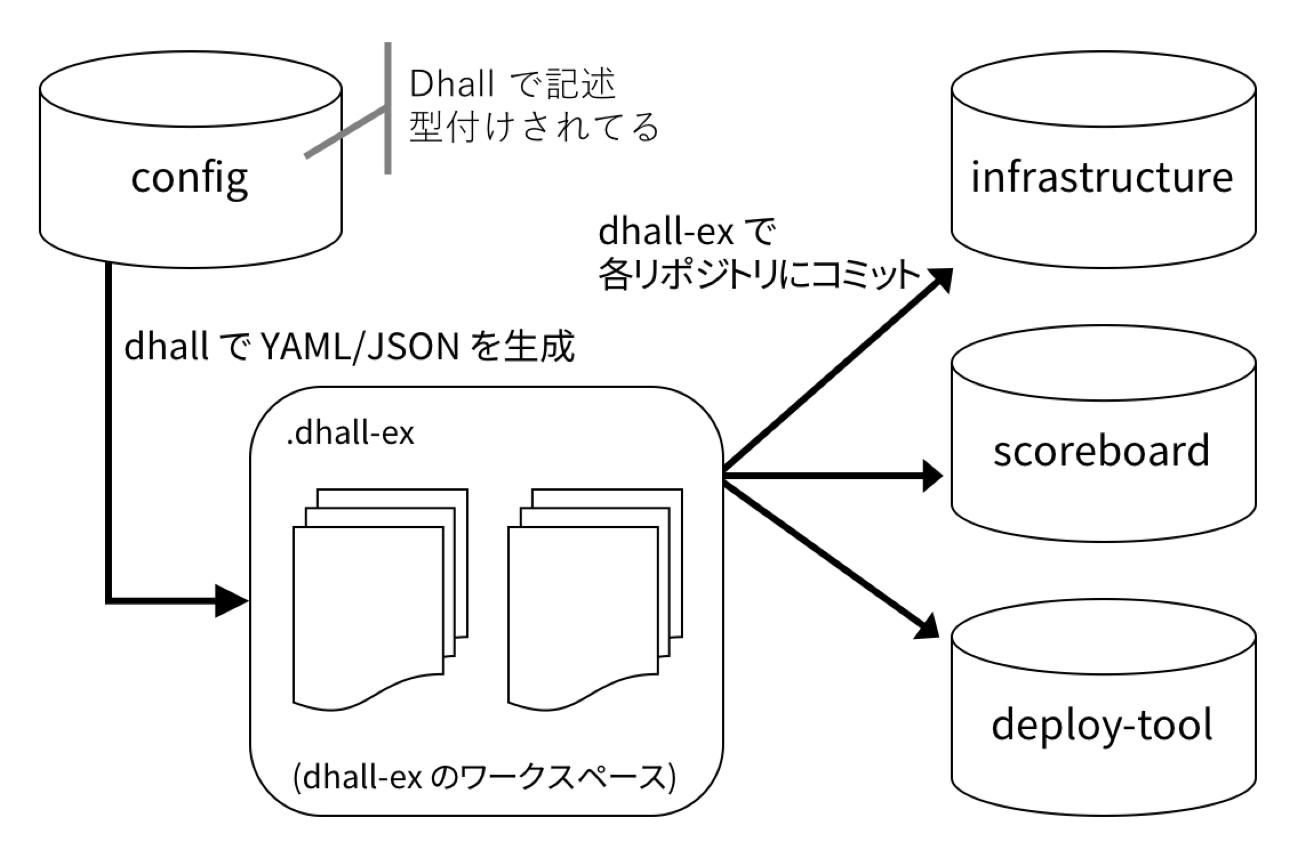 Dhall で記述
型付けされてる
config
infrastructure
dhall-ex で
各リポジトリにコミット
dhall で YAML/JSON を生成
.dhall-ex
scoreboard
deploy-tool
(dhall-ex のワークスペース)